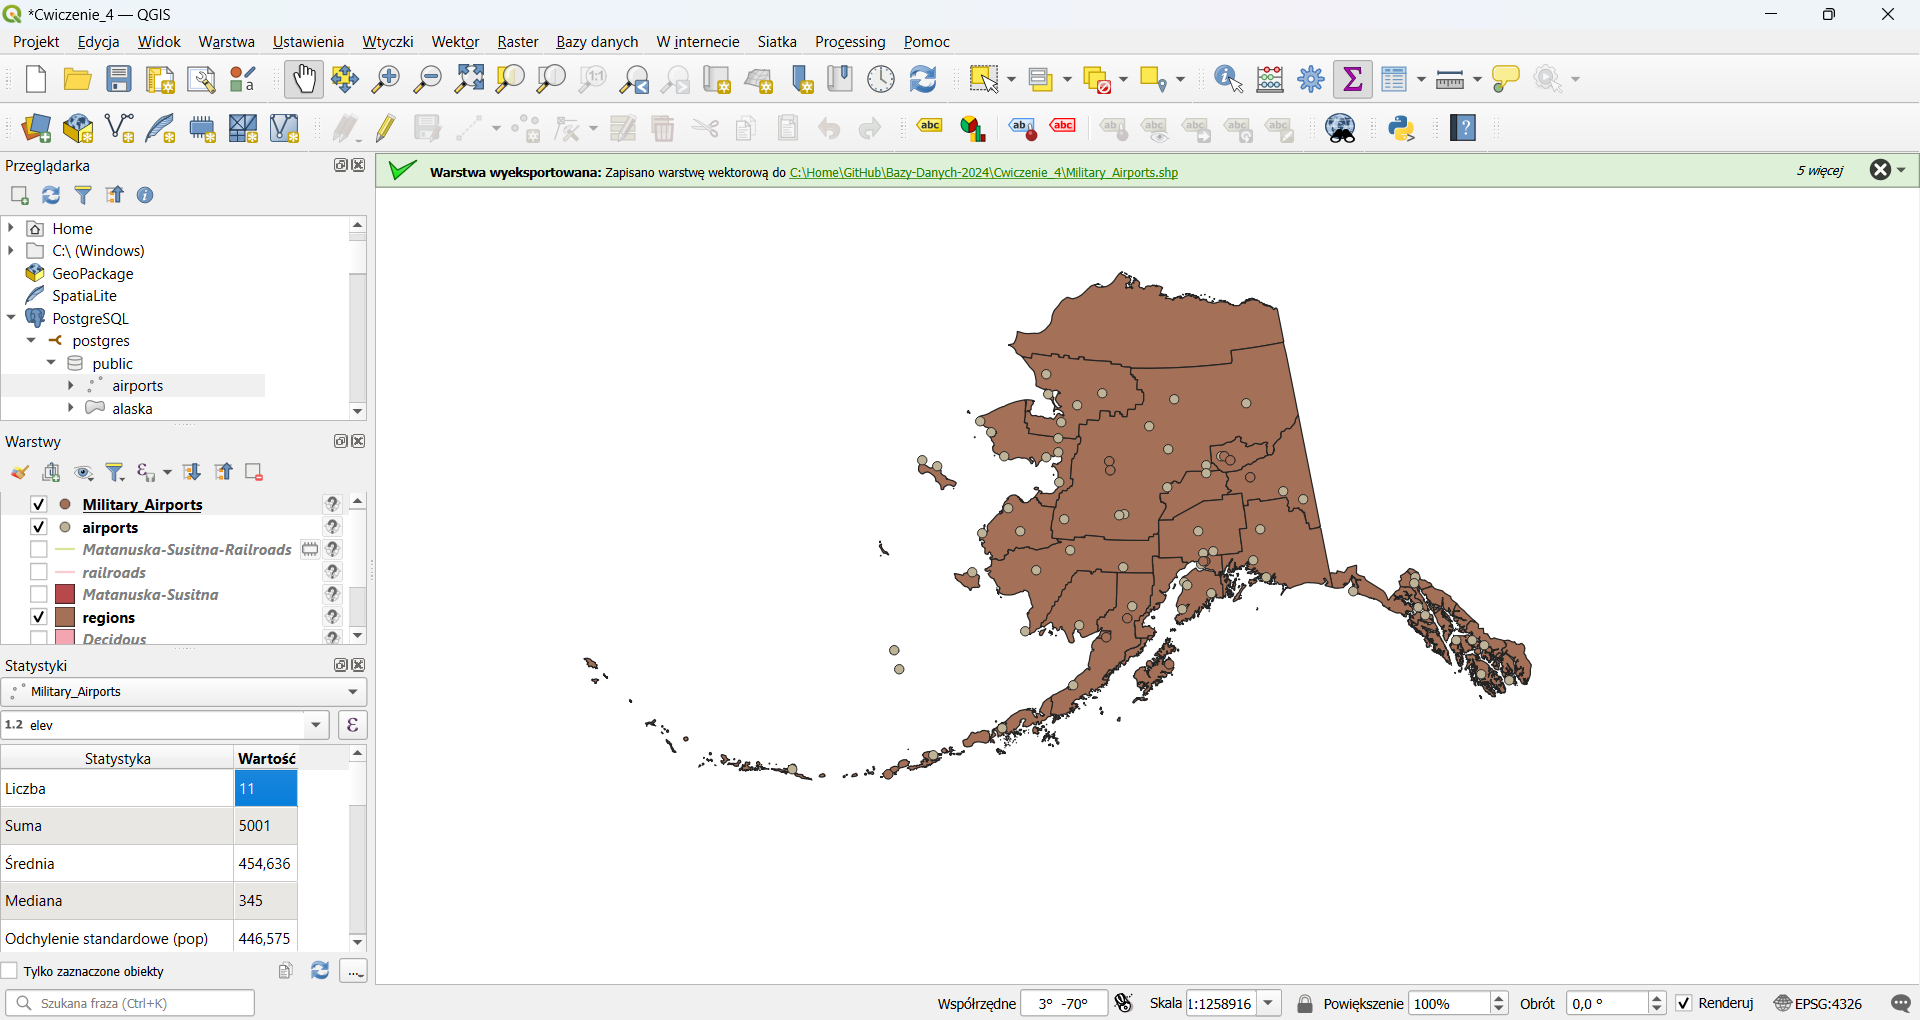 *Cwiczenie_4 — QGIS
Projekt Edycja Widok Warstwa Ustawienia Wtyczki Wektor Raster Bazy danych W internecie Siatka Processing Pomoc
Przeglądarka
Warstwa wyeksportowana: Zapisano warstwę wektorową do C:\Home\GitHub\Bazy-Danych-2024\Cwiczenie_4\Military_Airports.shp
5 więcej
Home
C:\ (Windows)
GeoPackage
SpatiaLite
PostgreSQL
postgres
public
airports
alaska
Warstwy
Military_Airports
airports
Matanuska-Susitna-Railroads
railroads
Matanuska-Susitna
regions
Decidous
Statystyki
Military_Airports
1.2 elev
Statystyka Wartość
Liczba 11
Suma 5001
Średnia 454,636
Mediana 345
Odchylenie standardowe (pop) 446,575
Tylko zaznaczone obiekty
Szukana fraza (Ctrl+K)
Współrzędne 3° -70° Skala 1:1258916 Powiększenie 100% Obrót 0,0 ° Renderuj EPSG:4326